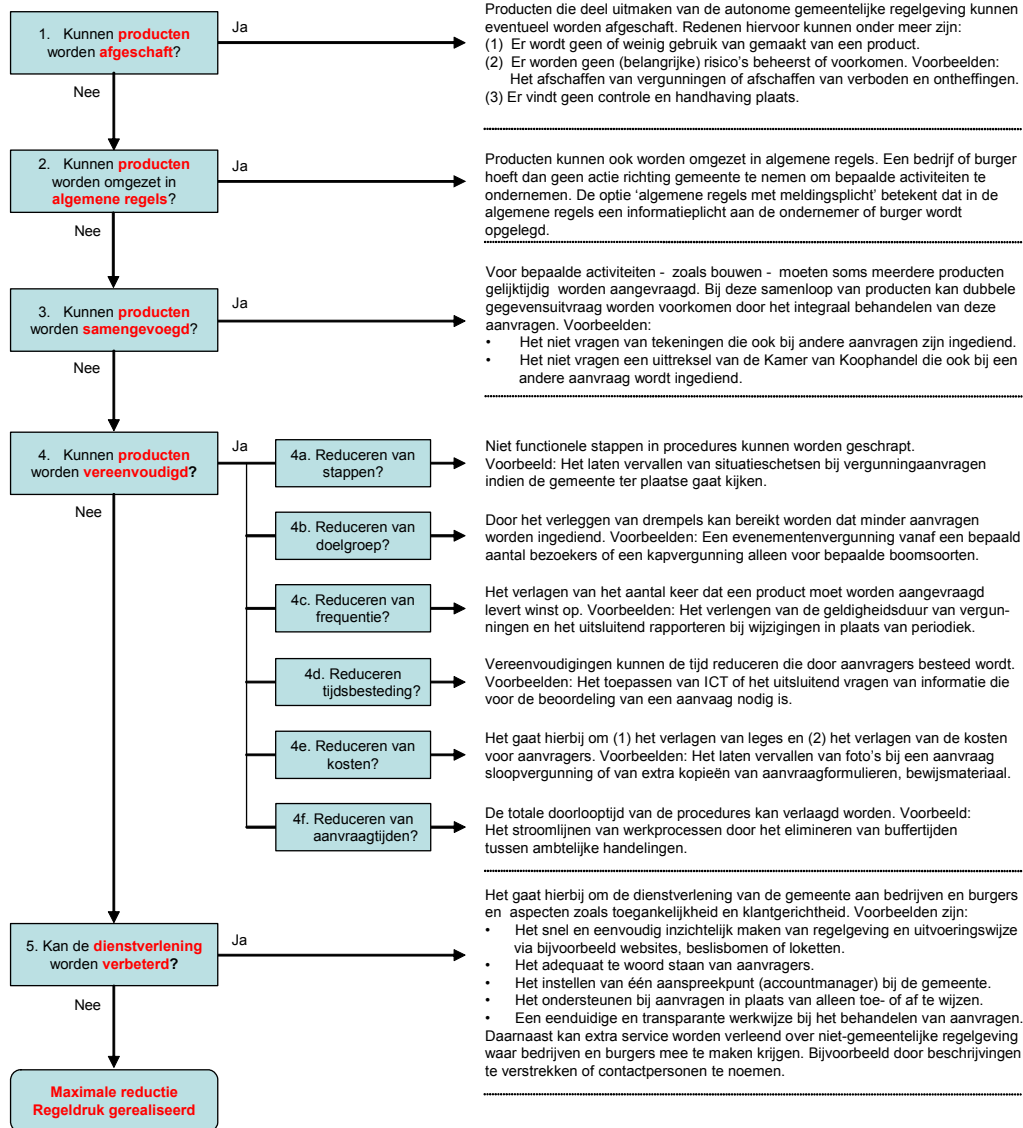 1. Kunnen producten
worden afgeschaft?
Ja
Nee
Producten die deel uitmaken van de autonome gemeentelijke regelgeving kunnen
eventueel worden afgeschaft. Redenen hiervoor kunnen onder meer zijn:
(1) Er wordt geen of weinig gebruik van gemaakt van een product.
(2) Er worden geen (belangrijke) risico's beheerst of voorkomen. Voorbeelden:
Het afschaffen van vergunningen of afschaffen van verboden en ontheffingen.
(3) Er vindt geen controle en handhaving plaats.
2. Kunnen producten
worden omgezet in
algemene regels?
Ja
Nee
Producten kunnen ook worden omgezet in algemene regels. Een bedrijf of burger
hoeft dan geen actie richting gemeente te nemen om bepaalde activiteiten te
ondernemen. De optie 'algemene regels met meldingsplicht' betekent dat in de
algemene regels een informatieplicht aan de ondernemer of burger wordt
opgelegd.
3. Kunnen producten
worden samengevoegd?
Ja
Nee
Voor bepaalde activiteiten - zoals bouwen - moeten soms meerdere producten
gelijktijdig worden aangevraagd. Bij deze samenloop van producten kan dubbele
gegevensuitvraag worden voorkomen door het integraal behandelen van deze
aanvragen. Voorbeelden:
• Het niet vragen van tekeningen die ook bij andere aanvragen zijn ingediend.
• Het niet vragen een uittreksel van de Kamer van Koophandel die ook bij een
andere aanvraag wordt ingediend.
4. Kunnen producten
worden vereenvoudigd?
Ja
Nee
4a. Reduceren van
stappen?
Niet functionele stappen in procedures kunnen worden geschrapt.
Voorbeeld: Het laten vervallen van situatieschetsen bij vergunningaanvragen
indien de gemeente ter plaatse gaat kijken.
4b. Reduceren van
doelgroep?
Door het verleggen van drempels kan bereikt worden dat minder aanvragen
worden ingediend. Voorbeelden: Een evenementenvergunning vanaf een bepaald
aantal bezoekers of een kapvergunning alleen voor bepaalde boomsoorten.
4c. Reduceren van
frequentie?
Het verlagen van het aantal keer dat een product moet worden aangevraagd
levert winst op. Voorbeelden: Het verlengen van de geldigheidsduur van vergun-
ningen en het uitsluitend rapporteren bij wijzigingen in plaats van periodiek.
4d. Reduceren
tijdsbesteding?
Vereenvoudigingen kunnen de tijd reduceren die door aanvragers besteed wordt.
Voorbeelden: Het toepassen van ICT of het uitsluitend vragen van informatie die
voor de beoordeling van een aanvaag nodig is.
4e. Reduceren van
kosten?
Het gaat hierbij om (1) het verlagen van leges en (2) het verlagen van de kosten
voor aanvragers. Voorbeelden: Het laten vervallen van foto's bij een aanvraag
sloopvergunning of van extra kopieën van aanvraagformulieren, bewijsmateriaal.
4f. Reduceren van
aanvraagtijden?
De totale doorlooptijd van de procedures kan verlaagd worden. Voorbeeld:
Het stroomlijnen van werkprocessen door het elimineren van buffertijden
tussen ambtelijke handelingen.
5. Kan de dienstverlening
worden verbeterd?
Ja
Nee
Het gaat hierbij om de dienstverlening van de gemeente aan bedrijven en burgers
en aspecten zoals toegankelijkheid en klantgerichtheid. Voorbeelden zijn:
• Het snel en eenvoudig inzichtelijk maken van regelgeving en uitvoeringswijze
via bijvoorbeeld websites, beslisbomen of loketten.
• Het adequaat te woord staan van aanvragers.
• Het instellen van één aanspreekpunt (accountmanager) bij de gemeente.
• Het ondersteunen bij aanvragen in plaats van alleen toe- of af te wijzen.
• Een eenduidige en transparante werkwijze bij het behandelen van aanvragen.
Daarnaast kan extra service worden verleend over niet-gemeentelijke regelgeving
waar bedrijven en burgers mee te maken krijgen. Bijvoorbeeld door beschrijvingen
te verstrekken of contactpersonen te noemen.
Maximale reductie
Regeldruk gerealiseerd